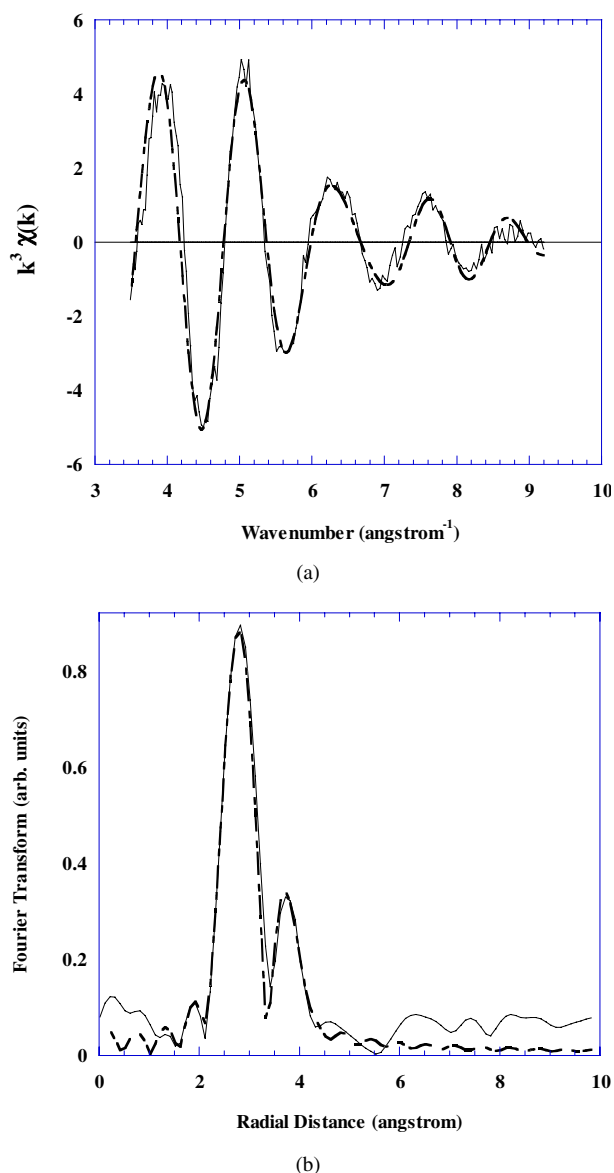 6
4
2
0
-2
-4
-6
k³ χ(k)
3 4 5 6 7 8 9 10
Wavenumber (angstrom⁻¹)
(a)
0.8
0.6
0.4
0.2
0
Fourier Transform (arb. units)
0 2 4 6 8 10
Radial Distance (angstrom)
(b)